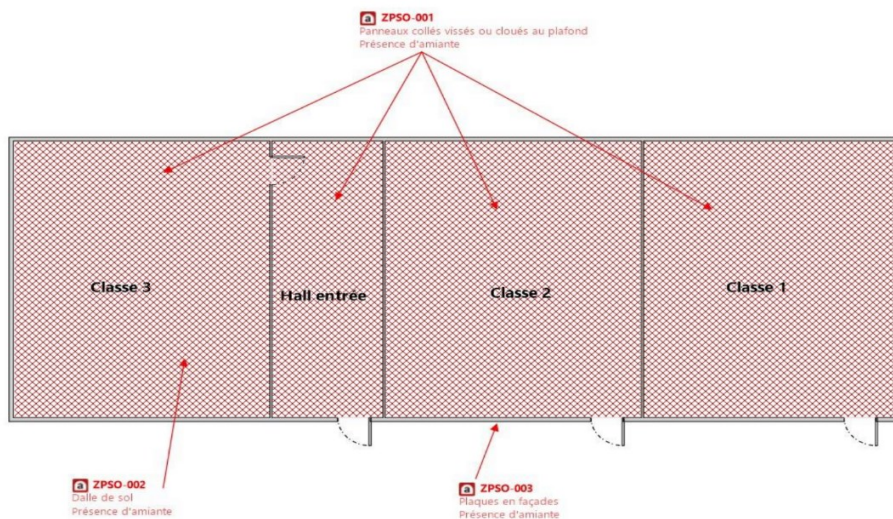 a ZPSO-001
Panneaux collés vissés ou cloués au plafond
Présence d'amiante
Classe 3
Hall entrée
Classe 2
Classe 1
a ZPSO-002
Dalle de sol
Présence d'amiante
a ZPSO-003
Plaques en façades
Présence d'amiante